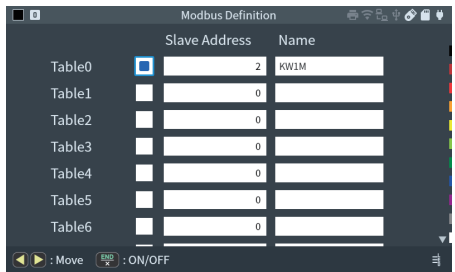 0 Modbus Definition
Slave Address Name
Table0 2 KW1M
Table1 0
Table2 0
Table3 0
Table4 0
Table5 0
Table6 0
: Move END : ON/OFF